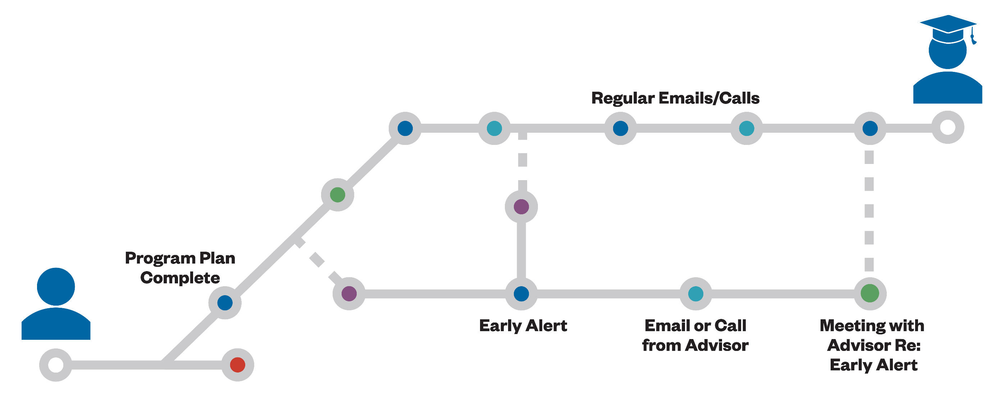 Regular Emails/Calls
Program Plan
Complete
Early Alert
Email or Call
from Advisor
Meeting with
Advisor Re:
Early Alert